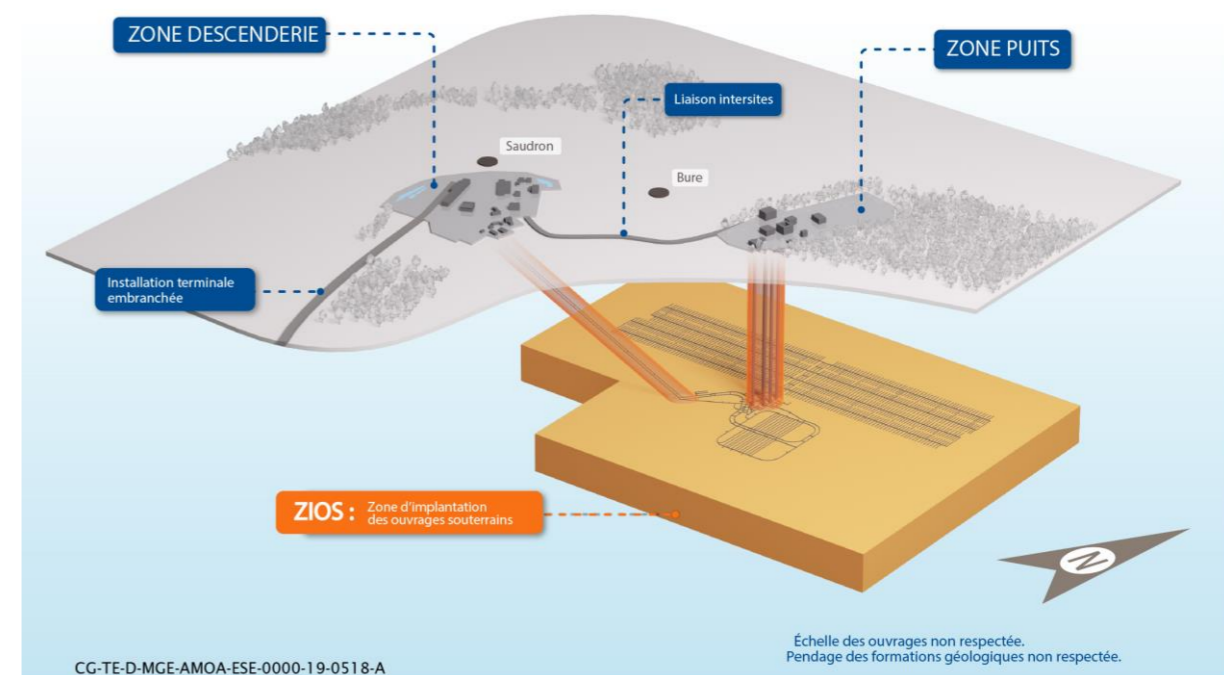 ZONE DESCENDERIE
ZONE PUITS
Liaison intersites
Saudron
Bure
Installation terminale
embranchée
ZIOS :
Zone d'implantation
des ouvrages souterrains
N
Échelle des ouvrages non respectée.
Pendage des formations géologiques non respectée.
CG-TE-D-MGE-AMOA-ESE-0000-19-0518-A